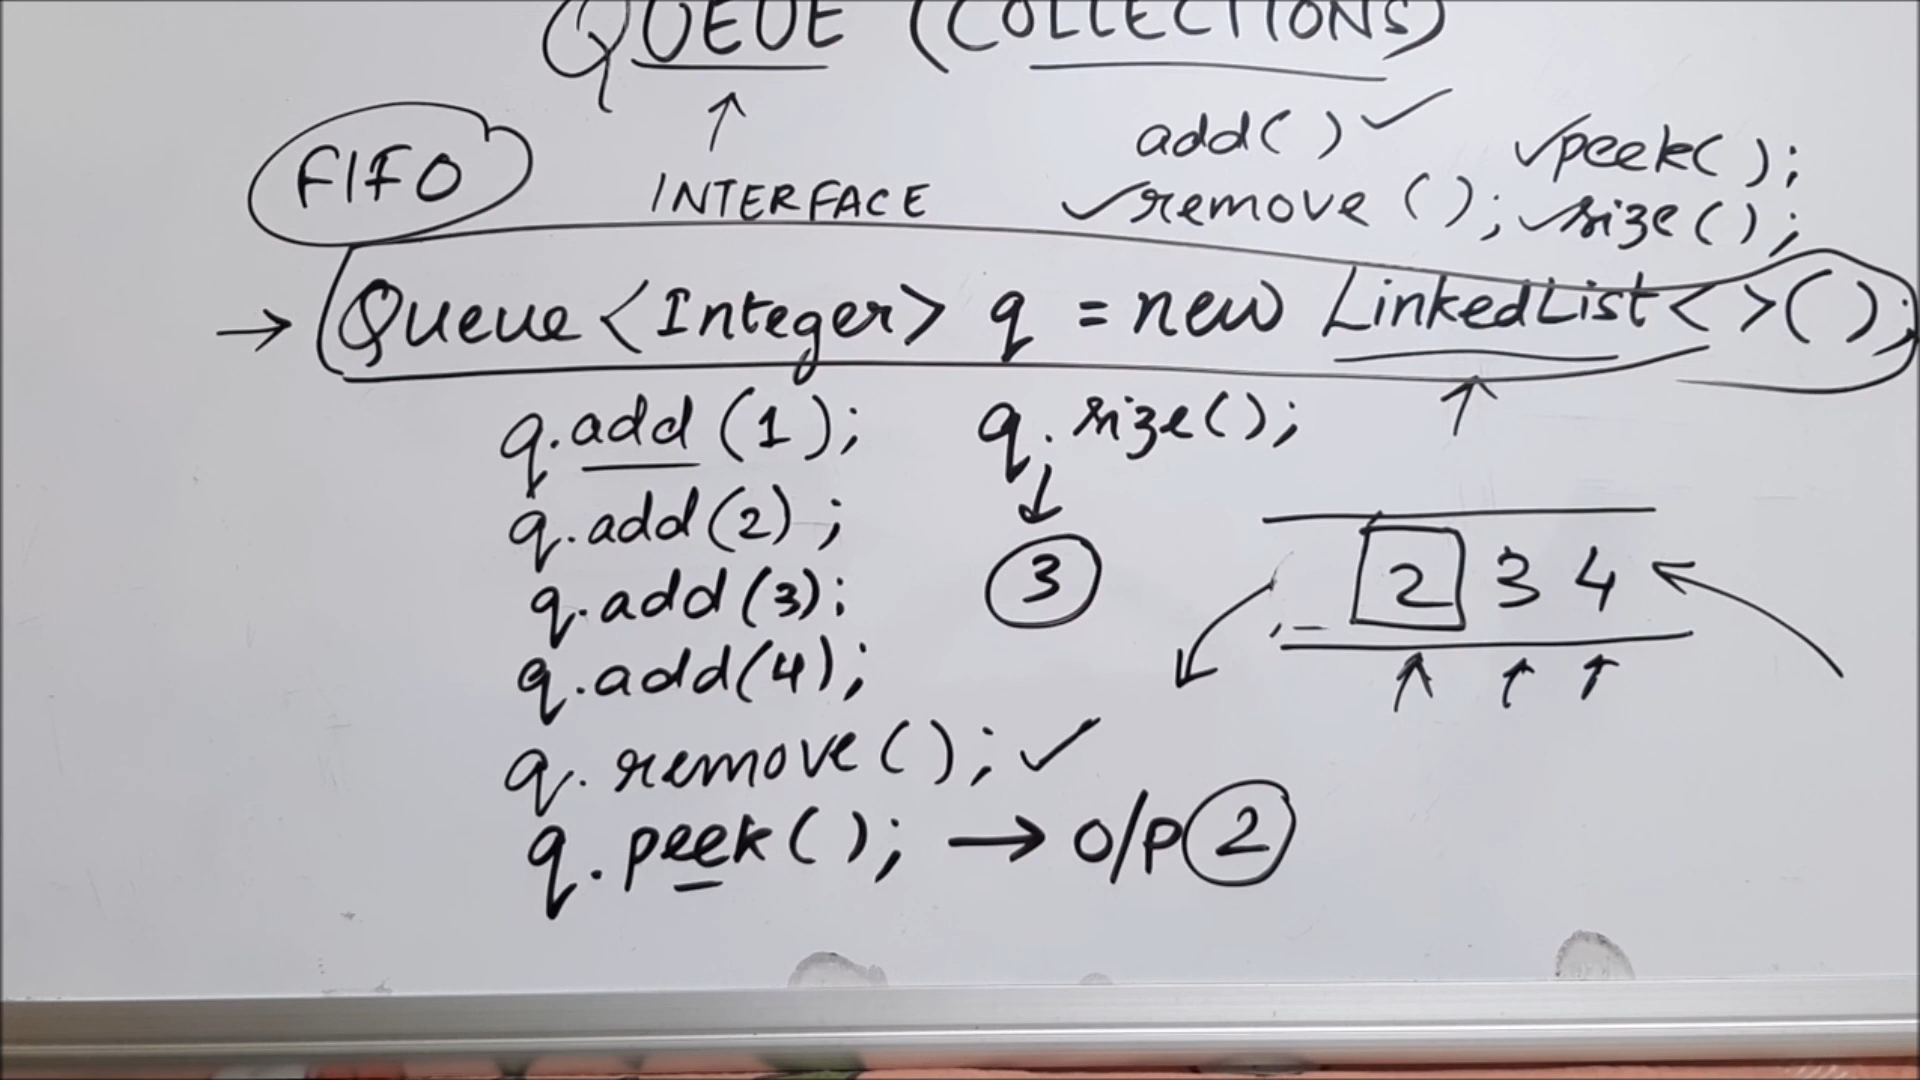 QUEUE (COLLECTIONS)
FIFO
INTERFACE
add() ✓ ✓peek();
✓remove(); ✓size();
→ Queue<Integer> q = new LinkedList<>();
q.add(1); q.size();
q.add(2);
q.add(3);
3
2 3 4
q.add(4);
q.remove(); ✓
q.peek(); → O/P 2